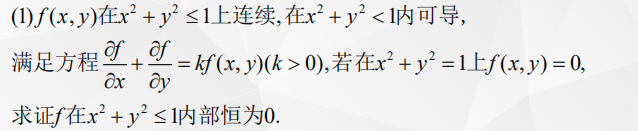 (1)f(x,y)在x²+y²≤1上连续,在x²+y²<1内可导,
满足方程∂f/∂x+∂f/∂y=kf(x,y)(k>0),若在x²+y²=1上f(x,y)=0,
求证f在x²+y²≤1内部恒为0.